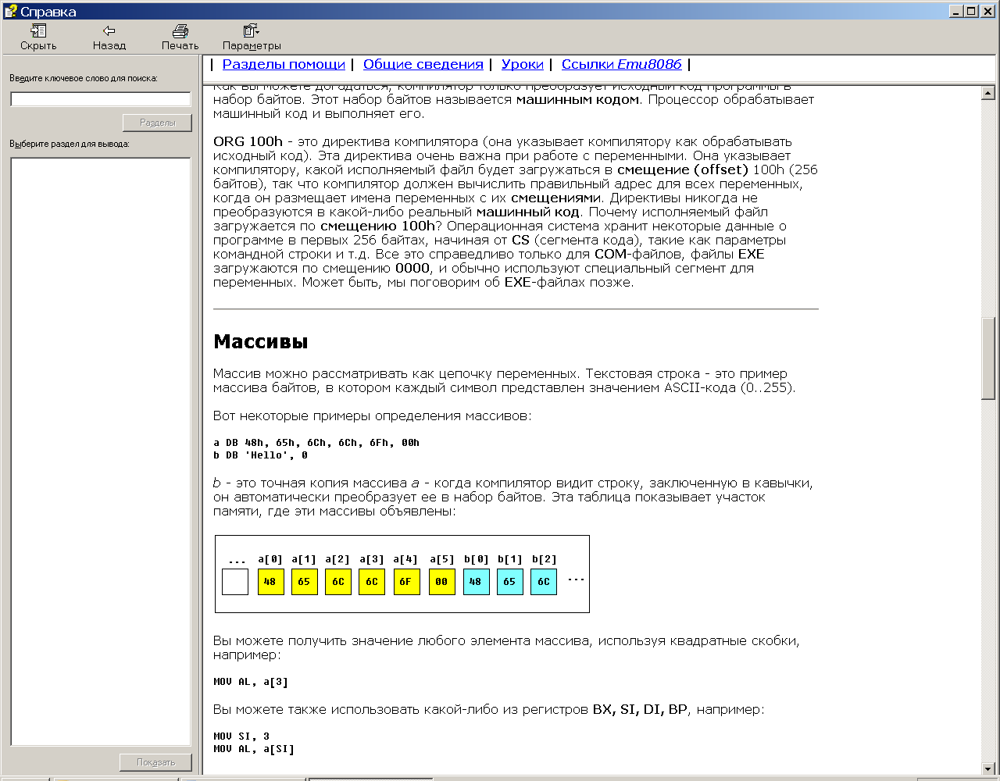 Справка
Скрыть Назад Печать Параметры
Введите ключевое слово для поиска:
Разделы
Выберите раздел для вывода:
Показать
| Разделы помощи | Общие сведения | Уроки | Ссылки Emu8086 |
Как вы можете догадаться, компилятор только преобразует исходный код программы в
набор байтов. Этот набор байтов называется машинным кодом. Процессор обрабатывает
машинный код и выполняет его.
ORG 100h - это директива компилятора (она указывает компилятору как обрабатывать
исходный код). Эта директива очень важна при работе с переменными. Она указывает
компилятору, какой исполняемый файл будет загружаться в смещение (offset) 100h (256
байтов), так что компилятор должен вычислить правильный адрес для всех переменных,
когда он размещает имена переменных с их смещениями. Директивы никогда не
преобразуются в какой-либо реальный машинный код. Почему исполняемый файл
загружается по смещению 100h? Операционная система хранит некоторые данные о
программе в первых 256 байтах, начиная от CS (сегмента кода), такие как параметры
командной строки и т.д. Все это справедливо только для COM-файлов, файлы EXE
загружаются по смещению 0000, и обычно используют специальный сегмент для
переменных. Может быть, мы поговорим об EXE-файлах позже.
Массивы
Массив можно рассматривать как цепочку переменных. Текстовая строка - это пример
массива байтов, в котором каждый символ представлен значением ASCII-кода (0..255).
Вот некоторые примеры определения массивов:
a DB 48h, 65h, 6Ch, 6Ch, 6Fh, 00h
b DB 'Hello', 0
b - это точная копия массива a - когда компилятор видит строку, заключенную в кавычки,
он автоматически преобразует ее в набор байтов. Эта таблица показывает участок
памяти, где эти массивы объявлены:
... a[0] a[1] a[2] a[3] a[4] a[5] b[0] b[1] b[2]
48 65 6C 6C 6F 00 48 65 6C ...
Вы можете получить значение любого элемента массива, используя квадратные скобки,
например:
MOV AL, a[3]
Вы можете также использовать какой-либо из регистров BX, SI, DI, BP, например:
MOV SI, 3
MOV AL, a[SI]